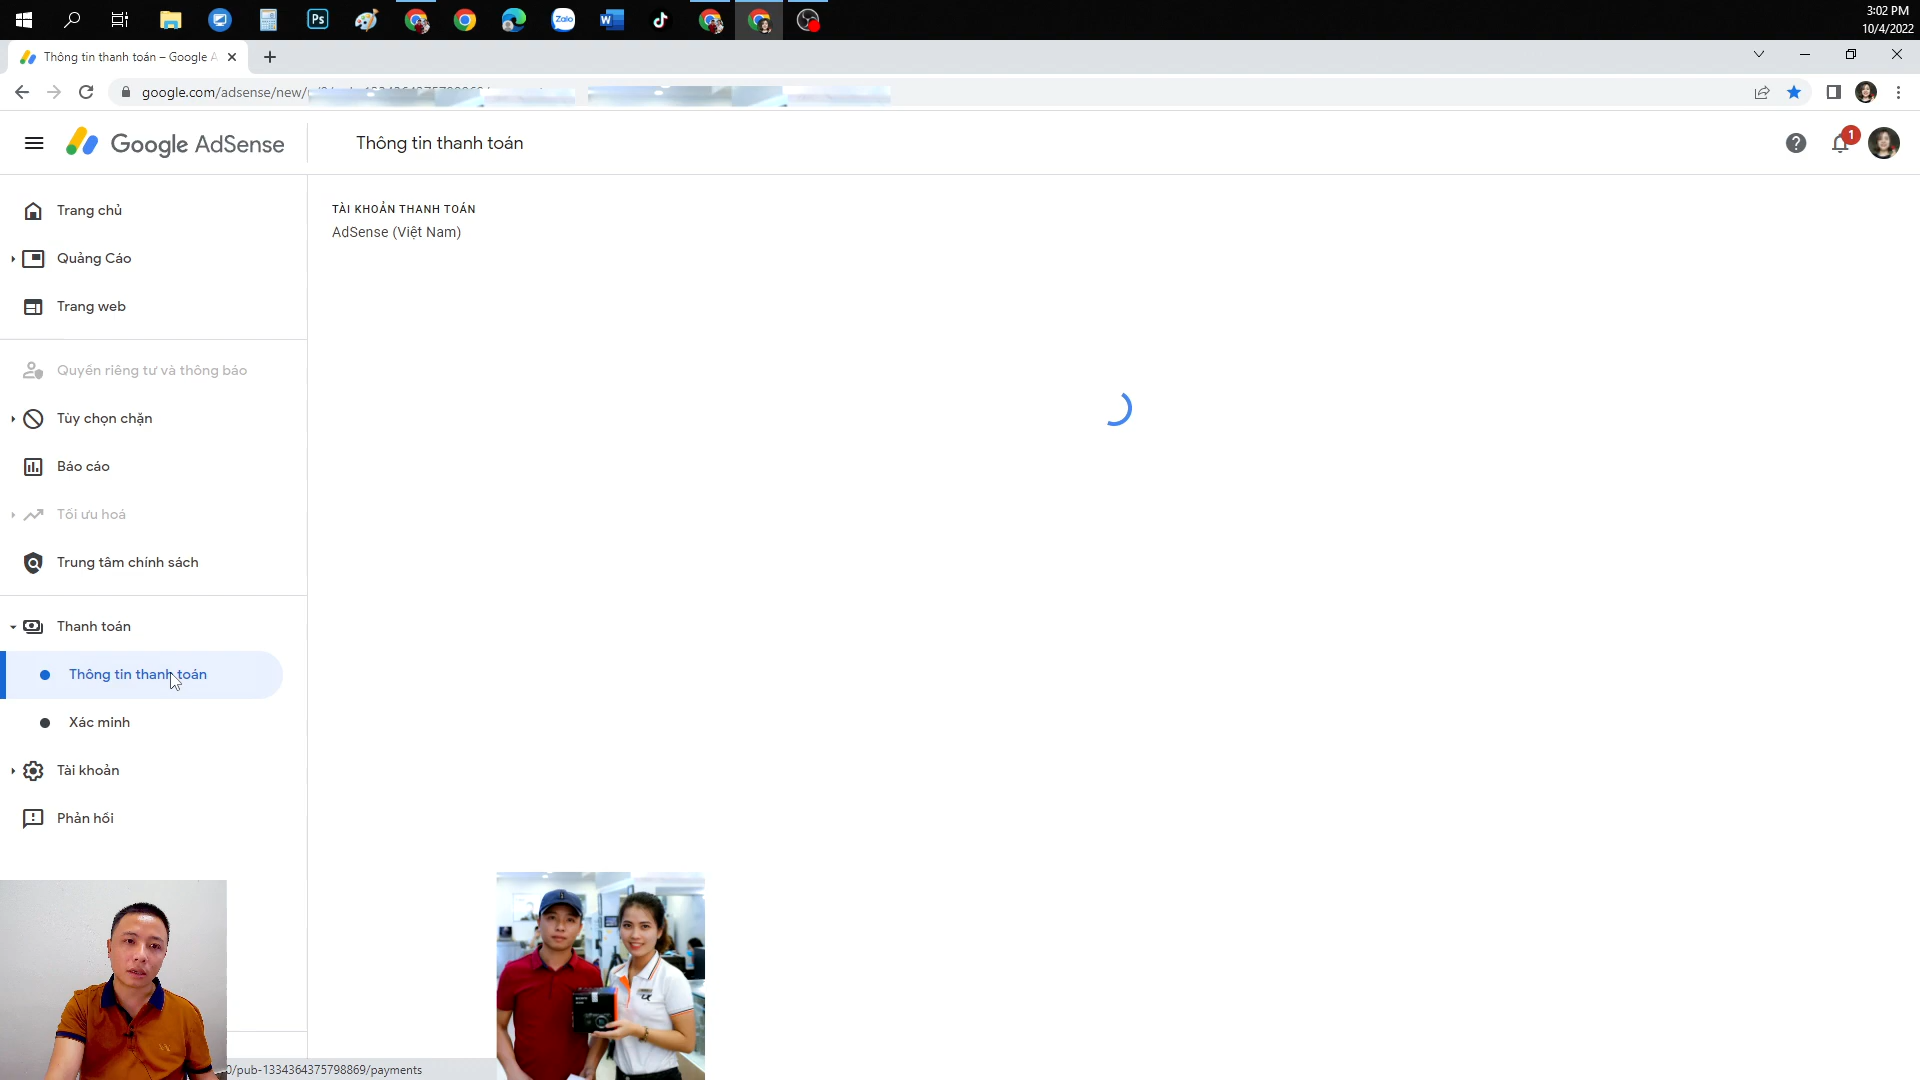 Ps
Zalo
W
3:02 PM
10/4/2022
Thông tin thanh toán – Google A
google.com/adsense/new/
Google AdSense
Thông tin thanh toán
1
Trang chủ
Quảng Cáo
Trang web
Quyền riêng tư và thông báo
Tùy chọn chặn
Báo cáo
Tối ưu hoá
Trung tâm chính sách
Thanh toán
Thông tin thanh toán
Xác minh
Tài khoản
Phản hồi
TÀI KHOẢN THANH TOÁN
AdSense (Việt Nam)
0/pub-1334364375798869/payments